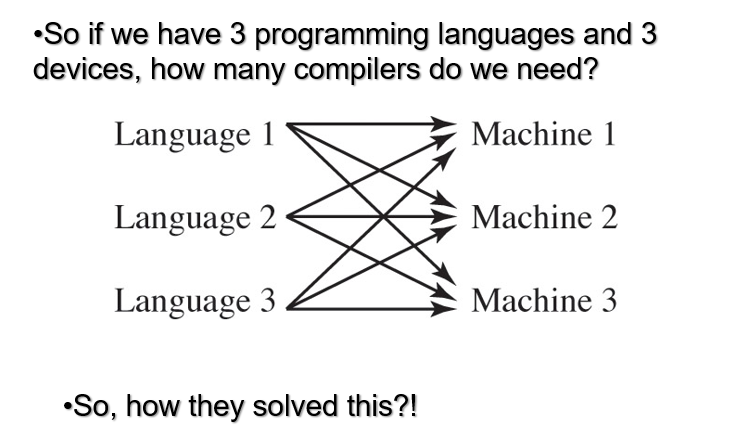 •So if we have 3 programming languages and 3
devices, how many compilers do we need?
Language 1
Machine 1
Language 2
Machine 2
Language 3
Machine 3
•So, how they solved this?!